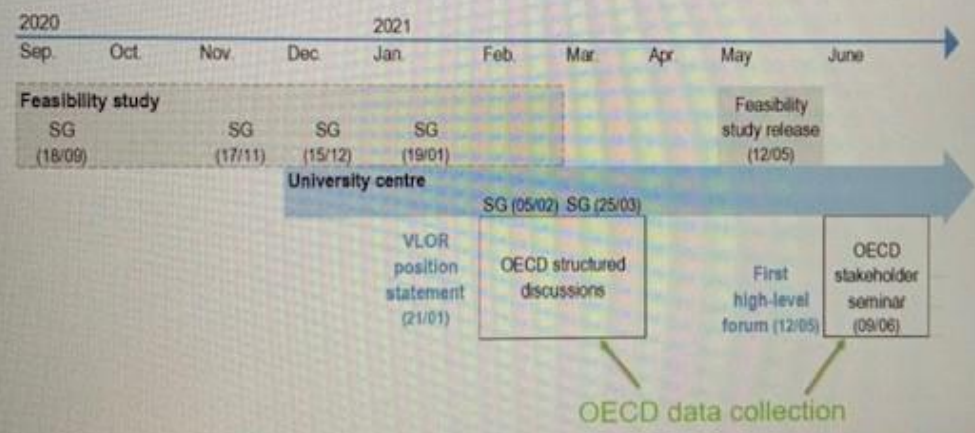 2020 2021
Sep. Oct. Nov. Dec. Jan. Feb. Mar. Apr. May June
Feasibility study
SG SG SG SG
(18/09) (17/11) (15/12) (19/01)
Feasibility
study release
(12/05)
University centre
SG (05/02) SG (25/03)
VLOR
position
statement
(21/01)
OECD structured
discussions
First
high-level
forum (12/05)
OECD
stakeholder
seminar
(09/06)
OECD data collection